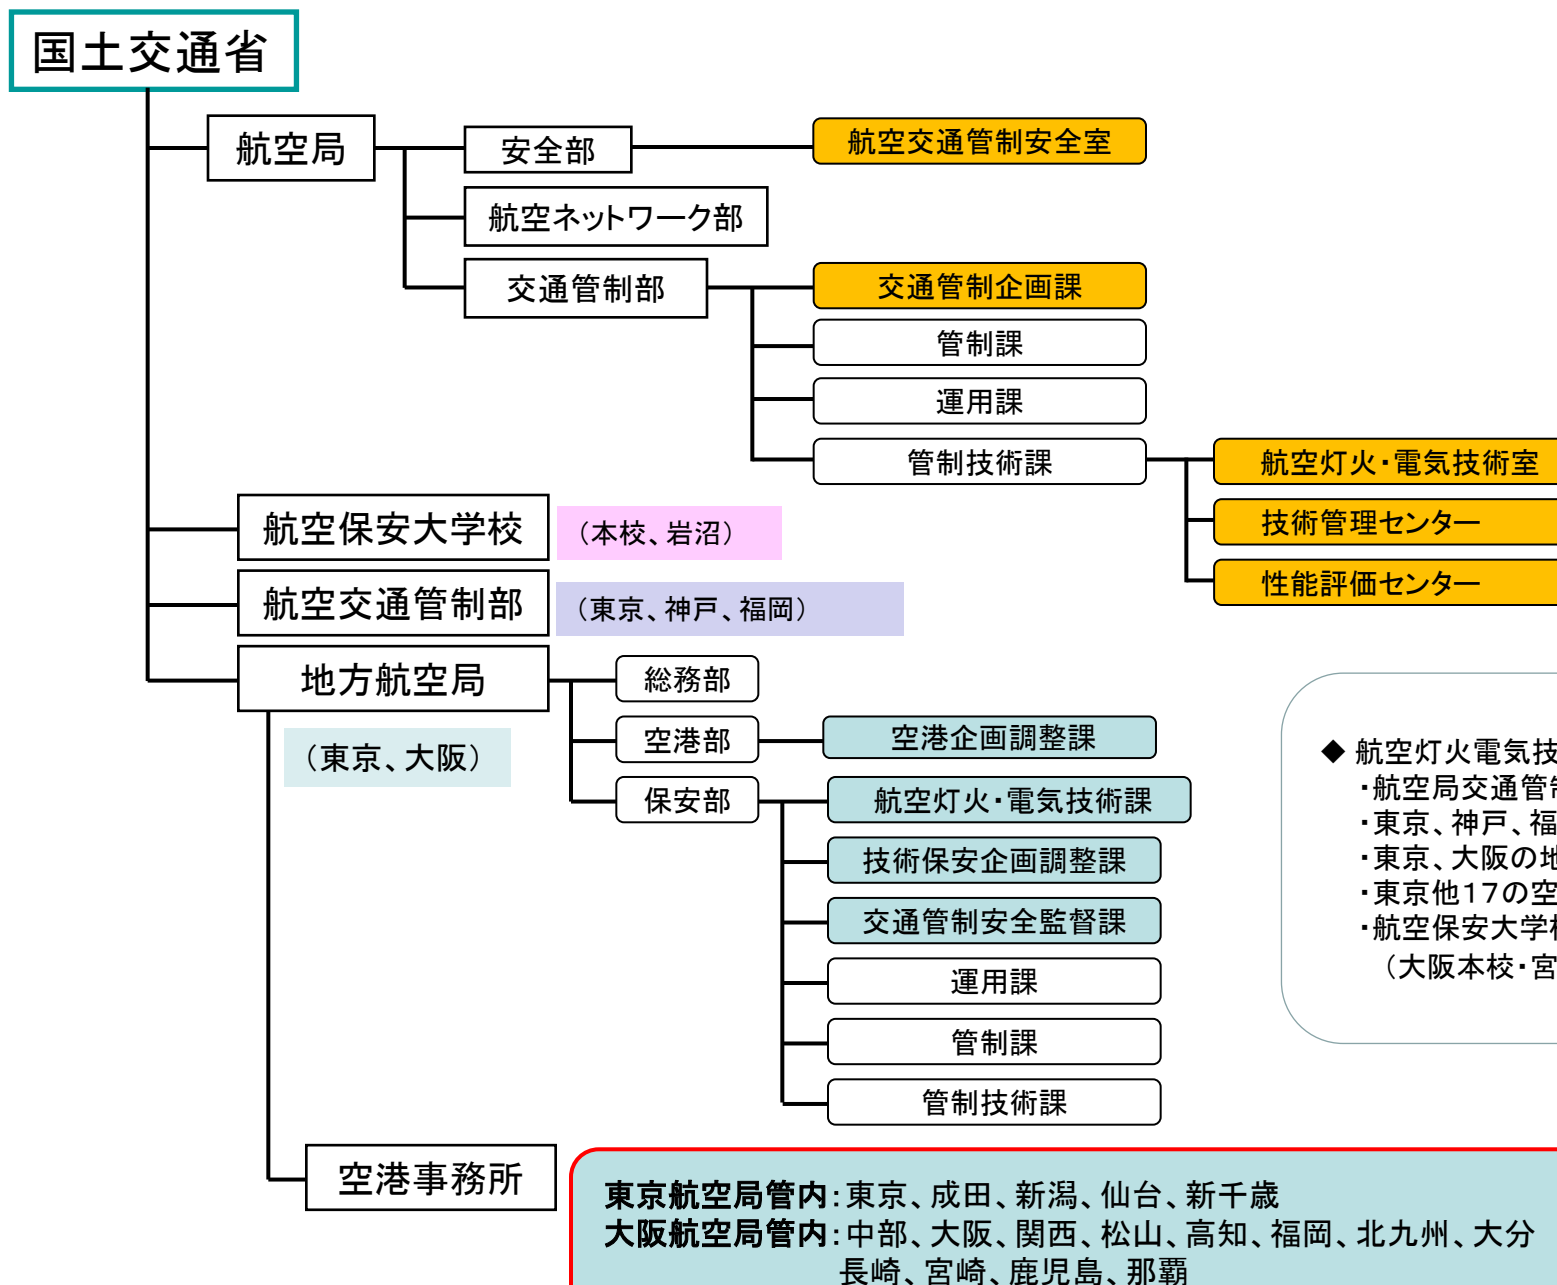 国土交通省
航空局
安全部
航空交通管制安全室
航空ネットワーク部
交通管制部
交通管制企画課
管制課
運用課
管制技術課
航空灯火・電気技術室
技術管理センター
性能評価センター
航空保安大学校
（本校、岩沼）
航空交通管制部
（東京、神戸、福岡）
地方航空局
（東京、大阪）
総務部
空港部
空港企画調整課
保安部
航空灯火・電気技術課
技術保安企画調整課
交通管制安全監督課
運用課
管制課
管制技術課
◆ 航空灯火電気技
・航空局交通管制
・東京、神戸、福
・東京、大阪の地
・東京他１７の空
・航空保安大学校
（大阪本校・宮
空港事務所
東京航空局管内：東京、成田、新潟、仙台、新千歳
大阪航空局管内：中部、大阪、関西、松山、高知、福岡、北九州、大分
長崎、宮崎、鹿児島、那覇